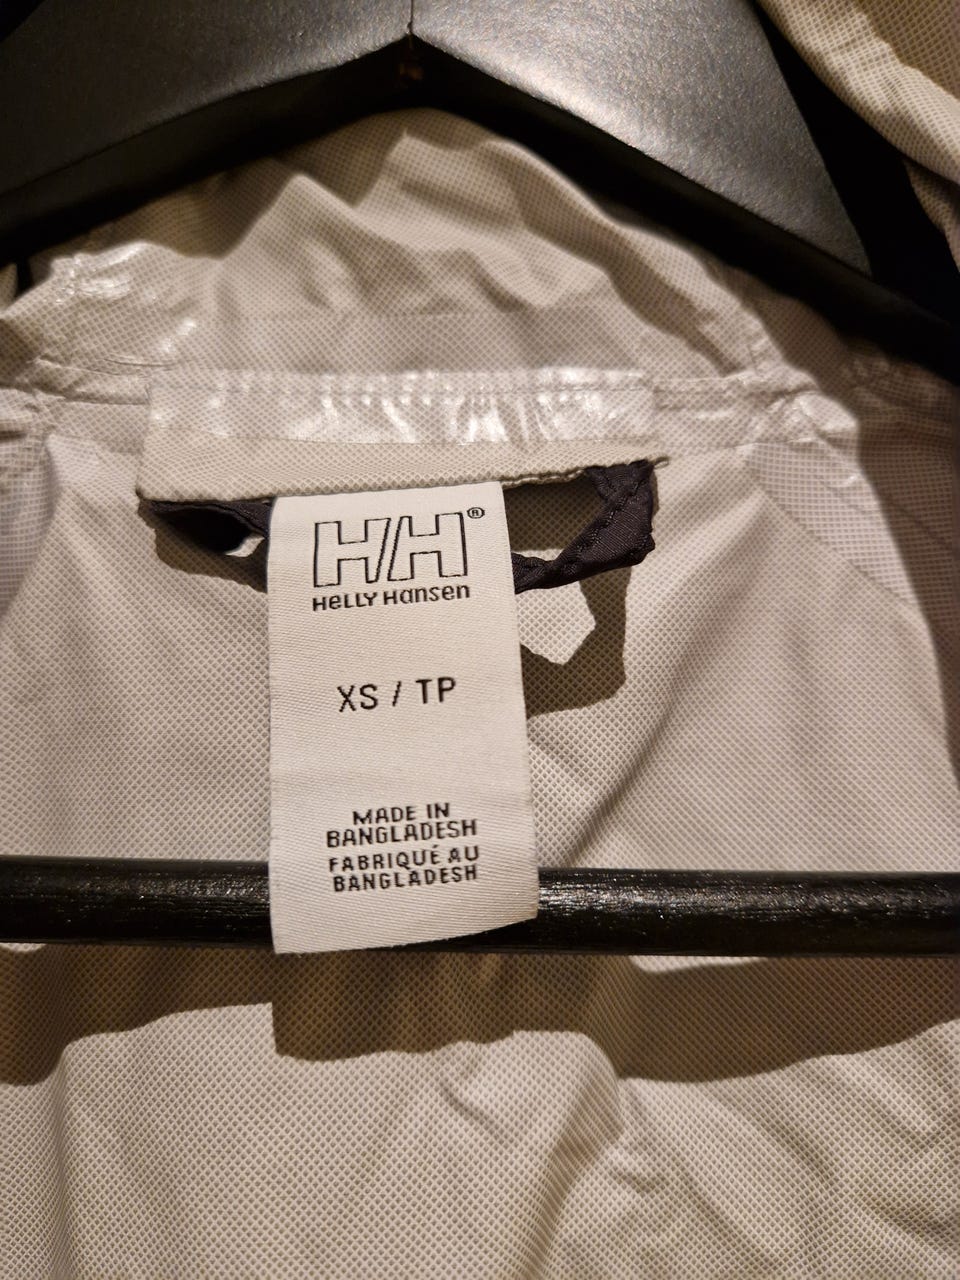 HH®
HELLY HANSEN
XS / TP
MADE IN
BANGLADESH
FABRIQUÉ AU
BANGLADESH